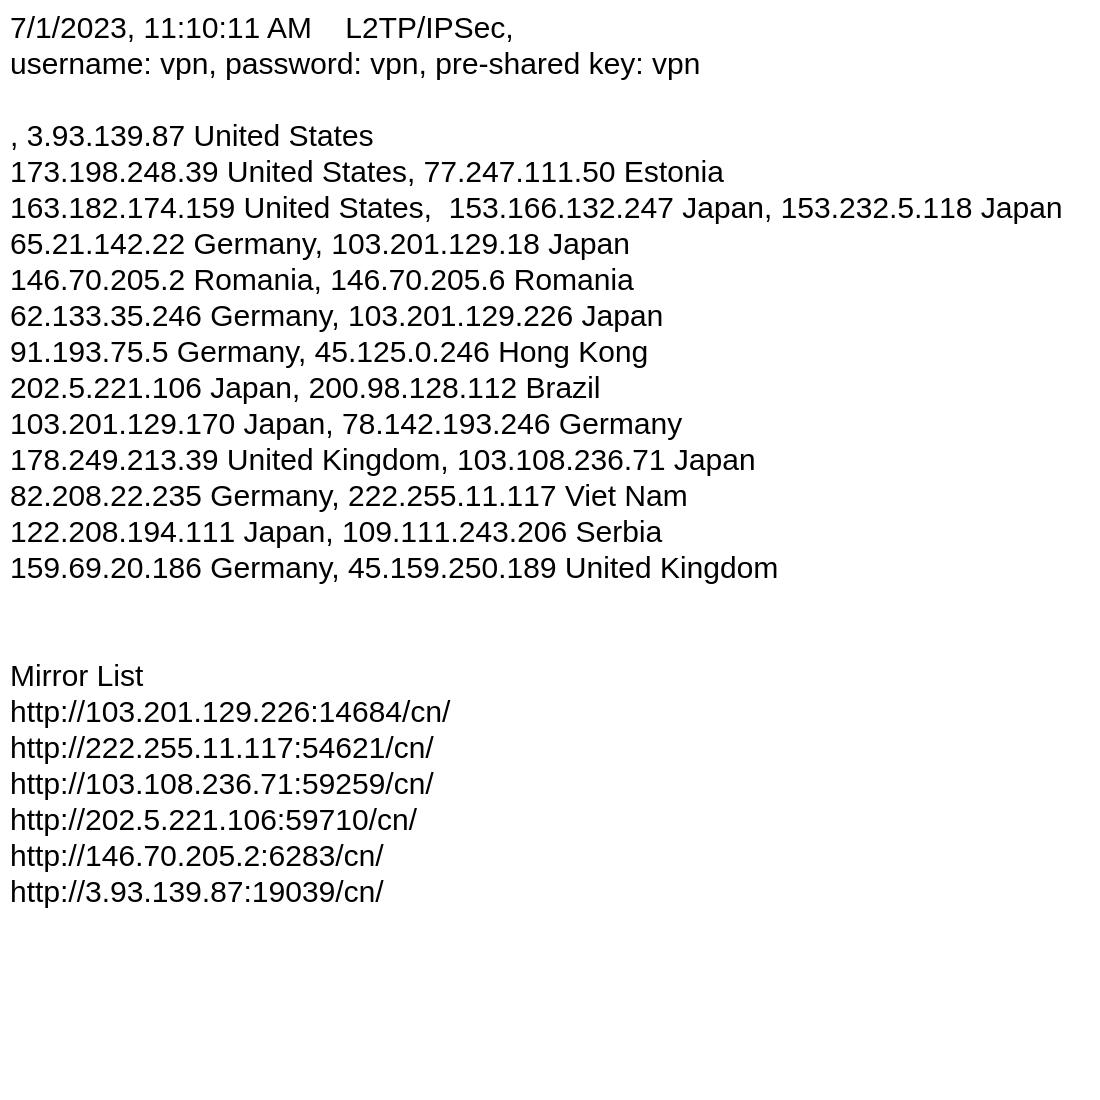 7/1/2023, 11:10:11 AM    L2TP/IPSec,
username: vpn, password: vpn, pre-shared key: vpn
, 3.93.139.87 United States
173.198.248.39 United States, 77.247.111.50 Estonia
163.182.174.159 United States,  153.166.132.247 Japan, 153.232.5.118 Japan
65.21.142.22 Germany, 103.201.129.18 Japan
146.70.205.2 Romania, 146.70.205.6 Romania
62.133.35.246 Germany, 103.201.129.226 Japan
91.193.75.5 Germany, 45.125.0.246 Hong Kong
202.5.221.106 Japan, 200.98.128.112 Brazil
103.201.129.170 Japan, 78.142.193.246 Germany
178.249.213.39 United Kingdom, 103.108.236.71 Japan
82.208.22.235 Germany, 222.255.11.117 Viet Nam
122.208.194.111 Japan, 109.111.243.206 Serbia
159.69.20.186 Germany, 45.159.250.189 United Kingdom
Mirror List
http://103.201.129.226:14684/cn/
http://222.255.11.117:54621/cn/
http://103.108.236.71:59259/cn/
http://202.5.221.106:59710/cn/
http://146.70.205.2:6283/cn/
http://3.93.139.87:19039/cn/